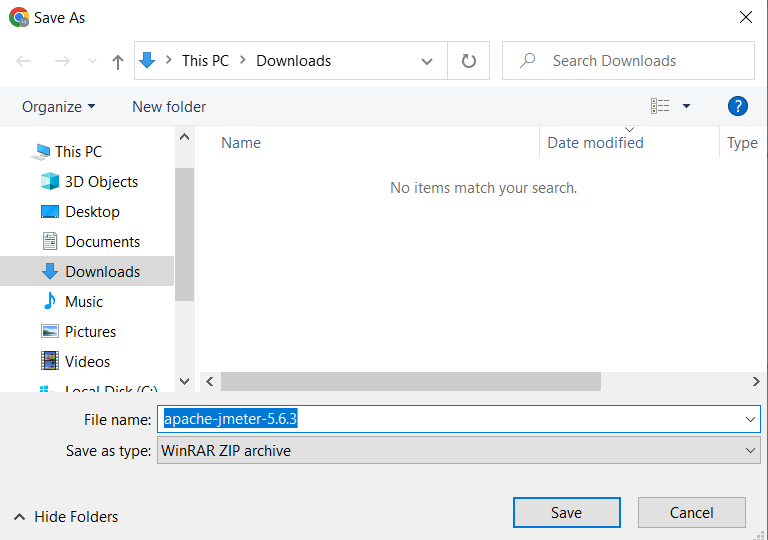 Save As
This PC Downloads
Search Downloads
Organize
New folder
?
This PC
3D Objects
Desktop
Documents
Downloads
Music
Pictures
Videos
Local Disk (C:)
Name
Date modified
Type
No items match your search.
File name: apache-jmeter-5.6.3
Save as type: WinRAR ZIP archive
Hide Folders
Save
Cancel